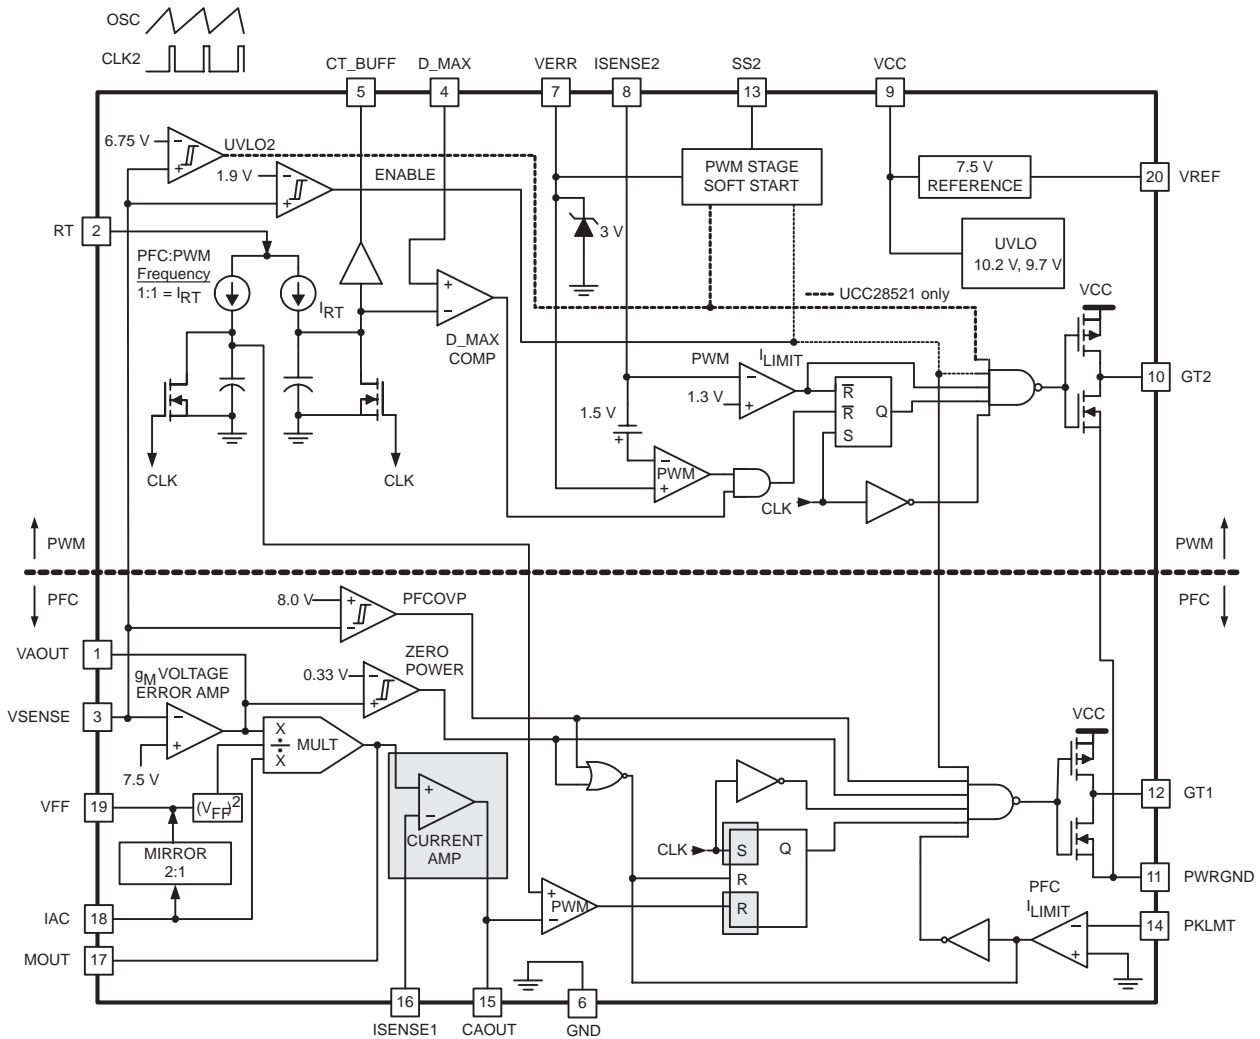 OSC
CLK2
CT_BUFF
D_MAX
VERR
ISENSE2
SS2
VCC
5
4
7
8
13
9
6.75 V
−
+
UVLO2
1.9 V
−
+
ENABLE
PWM STAGE
SOFT START
7.5 V
REFERENCE
20
VREF
RT
2
3 V
UVLO
10.2 V, 9.7 V
PFC:PWM
Frequency
1:1 = IRT
IRT
+
−
D_MAX
COMP
UCC28521 only
VCC
PWM
ILIMIT
−
+
1.3 V
R
R
S
Q
10
GT2
1.5 V
+
−
+
PWM
CLK
CLK
CLK
PWM
PWM
PFC
PFC
8.0 V
+
−
PFCOVP
VAOUT
1
gM VOLTAGE
ERROR AMP
0.33 V
−
+
ZERO
POWER
VSENSE
3
−
+
7.5 V
X
÷
X
MULT
VCC
VFF
19
(VFF)2
+
−
CURRENT
AMP
12
GT1
MIRROR
2:1
CLK
S
Q
R
R
11
PWRGND
IAC
18
+
−
PWM
PFC
ILIMIT
−
+
14
PKLMT
MOUT
17
16
15
6
ISENSE1
CAOUT
GND